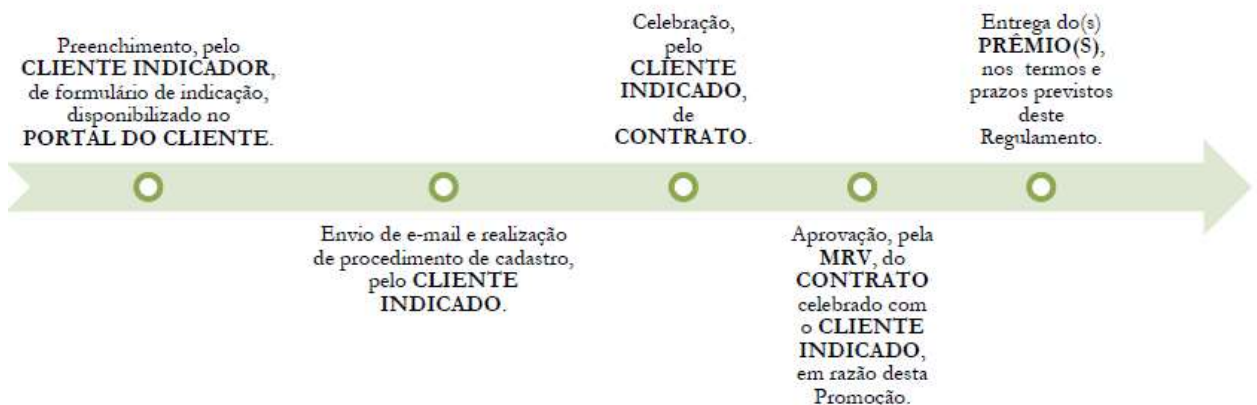 Preenchimento, pelo
CLIENTE INDICADOR,
de formulário de indicação,
disponibilizado no
PORTAL DO CLIENTE.
Envio de e-mail e realização
de procedimento de cadastro,
pelo CLIENTE
INDICADO.
Celebração,
pelo
CLIENTE
INDICADO,
de
CONTRATO.
Aprovação, pela
MRV, do
CONTRATO
celebrado com
o CLIENTE
INDICADO,
em razão desta
Promoção.
Entrega do(s)
PRÊMIO(S),
nos termos e
prazos previstos
deste
Regulamento.